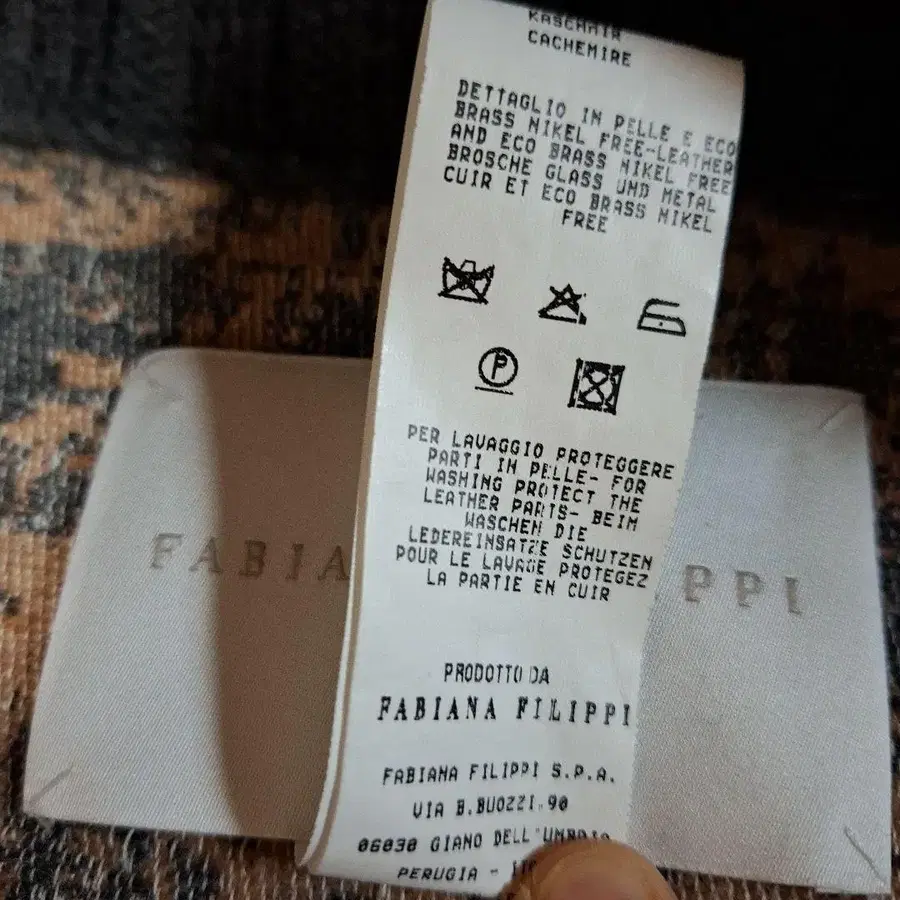 KASCHMIR
CACHEMIRE
DETTAGLIO IN PELLE E ECO
BRASS NIKEL FREE-LEATHER
AND ECO BRASS NIKEL FREE
BROSCHE GLASS UND METAL
CUIR ET ECO BRASS NIKEL
FREE
P
PER LAVAGGIO PROTEGGERE
PARTI IN PELLE- FOR
WASHING PROTECT THE
LEATHER PARTS- BEIM
WASCHEN DIE
LEDEREINSATZE SCHUTZEN
POUR LE LAVAGE PROTEGEZ
LA PARTIE EN CUIR
PRODOTTO DA
FABIANA FILIPPI
FABIANA FILIPPI S.P.A.
VIA B.BUOZZI,90
06030 GIANO DELL'UMBRIA
PERUGIA -
FABIA
IPPI